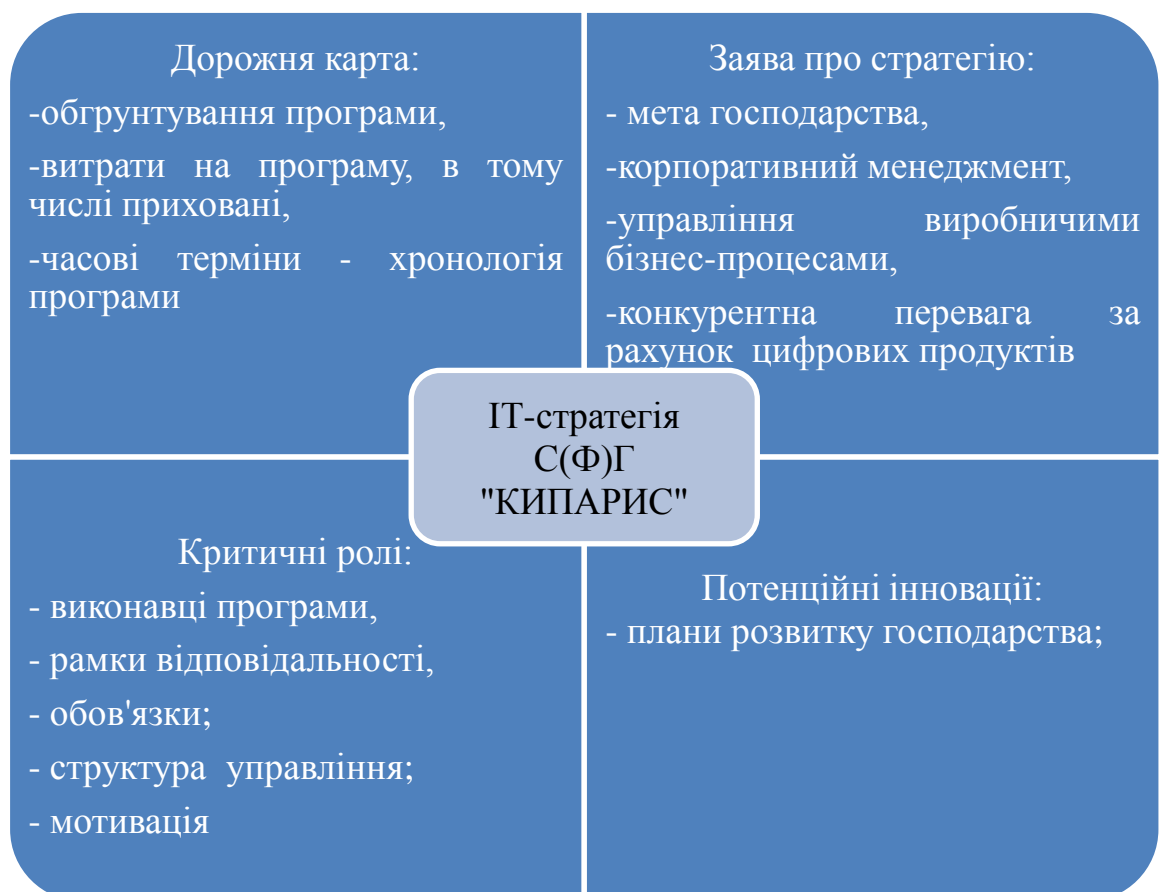 Дорожня карта:
-обгрунтування програми,
-витрати на програму, в тому
числі приховані,
-часові терміни - хронологія
програми
Заява про стратегію:
- мета господарства,
-корпоративний менеджмент,
-управління виробничими
бізнес-процесами,
-конкурентна перевага за
рахунок цифрових продуктів
ІТ-стратегія
С(Ф)Г
"КИПАРИС"
Критичні ролі:
- виконавці програми,
- рамки відповідальності,
- обов'язки;
- структура управління;
- мотивація
Потенційні інновації:
- плани розвитку господарства;